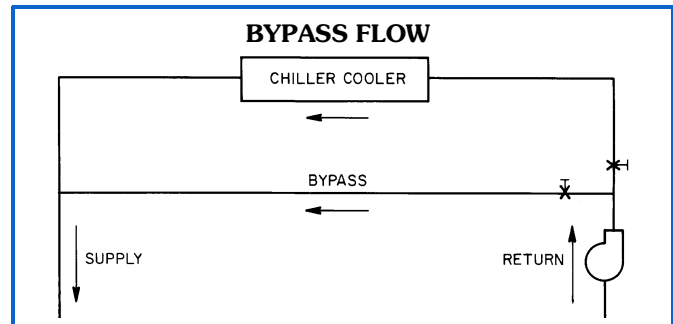 BYPASS FLOW
CHILLER COOLER
BYPASS
SUPPLY
RETURN